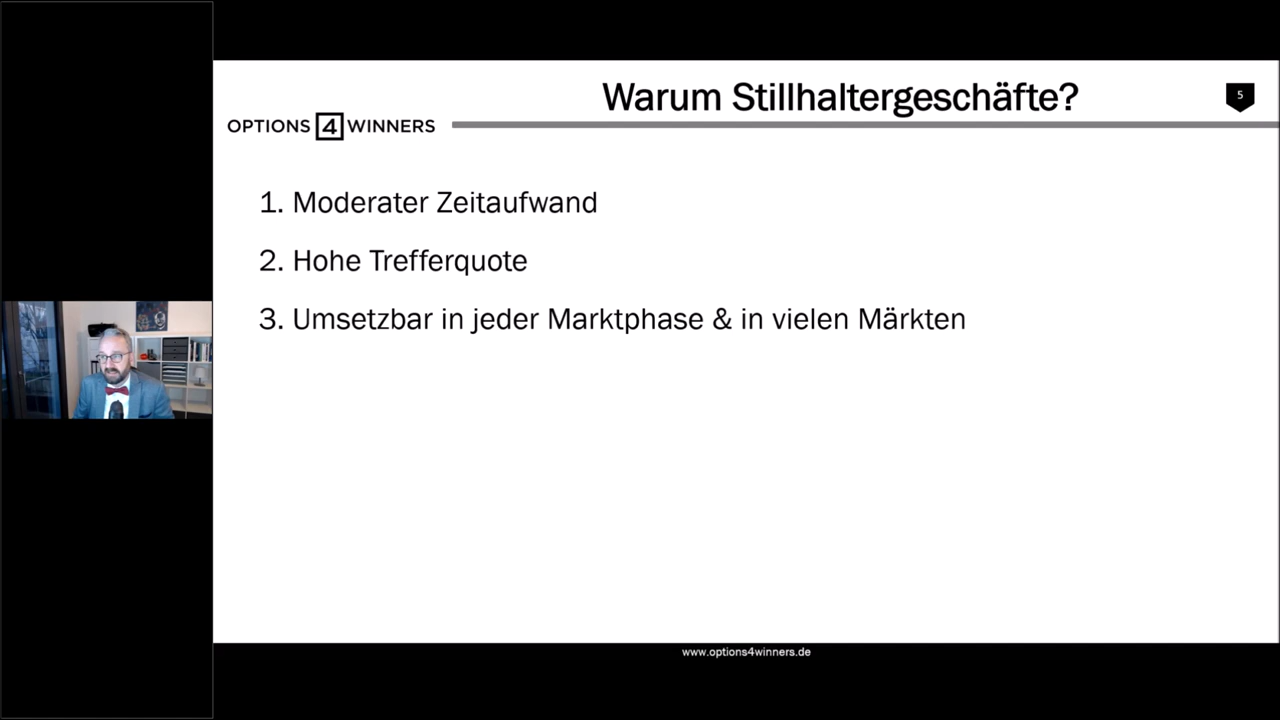 Warum Stillhaltergeschäfte?
5
OPTIONS 4 WINNERS
1. Moderater Zeitaufwand
2. Hohe Trefferquote
3. Umsetzbar in jeder Marktphase & in vielen Märkten
www.options4winners.de